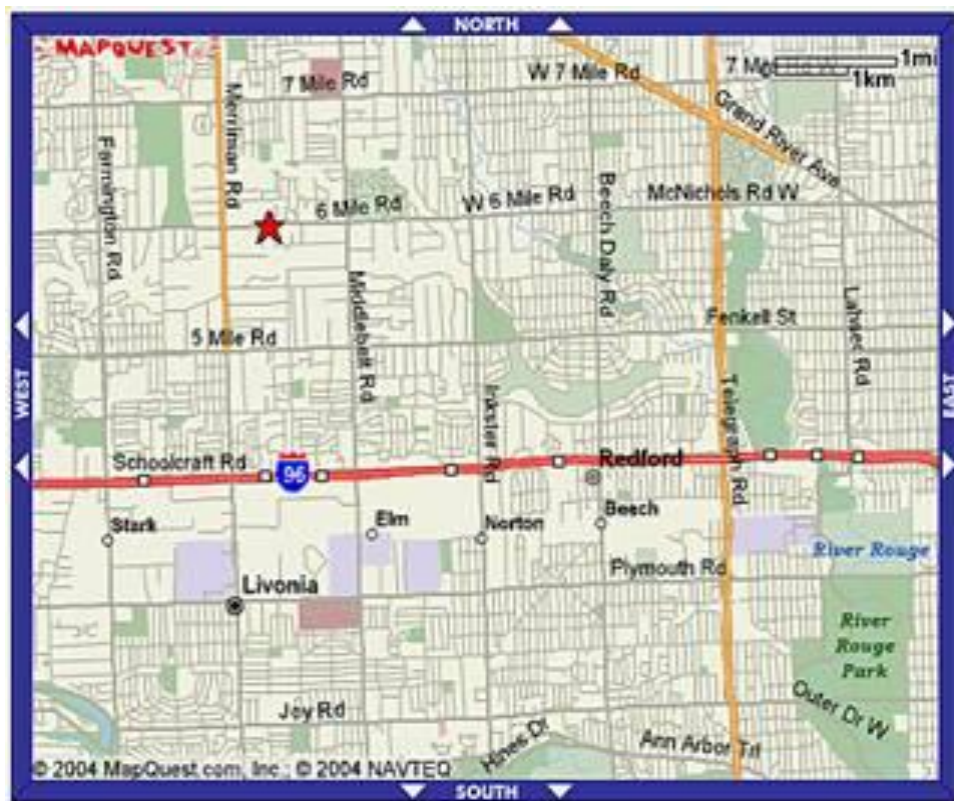 NORTH
MAPQUEST
7 Mile Rd
W 7 Mile Rd
1mi
1km
Grand River Ave
Merriman Rd
Farmington Rd
6 Mile Rd
W 6 Mile Rd
McNichols Rd W
Beech Daly Rd
Middlebelt Rd
5 Mile Rd
Fenkell St
Lahser Rd
WEST
EAST
Inkster Rd
Telegraph Rd
Schoolcraft Rd
96
Redford
Stark
Elm
Norton
Beech
River Rouge
Plymouth Rd
Livonia
River
Rouge
Park
Joy Rd
Outer Dr W
Hines Dr
Ann Arbor Trl
© 2004 MapQuest.com, Inc.; © 2004 NAVTEQ
SOUTH